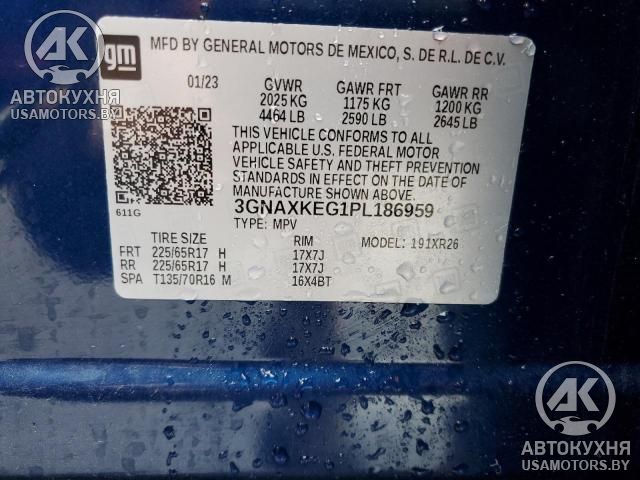 AK
АВТОКУХНЯ
USAMOTORS.BY
gm
MFD BY GENERAL MOTORS DE MEXICO, S. DE R.L. DE C.V.
01/23 GVWR GAWR FRT GAWR RR
2025 KG 1175 KG 1200 KG
4464 LB 2590 LB 2645 LB
THIS VEHICLE CONFORMS TO ALL
APPLICABLE U.S. FEDERAL MOTOR
VEHICLE SAFETY AND THEFT PREVENTION
STANDARDS IN EFFECT ON THE DATE OF
MANUFACTURE SHOWN ABOVE.
611G 3GNAXKEG1PL186959
TYPE: MPV MODEL: 191XR26
TIRE SIZE RIM
FRT 225/65R17 H 17X7J
RR 225/65R17 H 17X7J
SPA T135/70R16 M 16X4BT
AK
АВТОКУХНЯ
USAMOTORS.BY